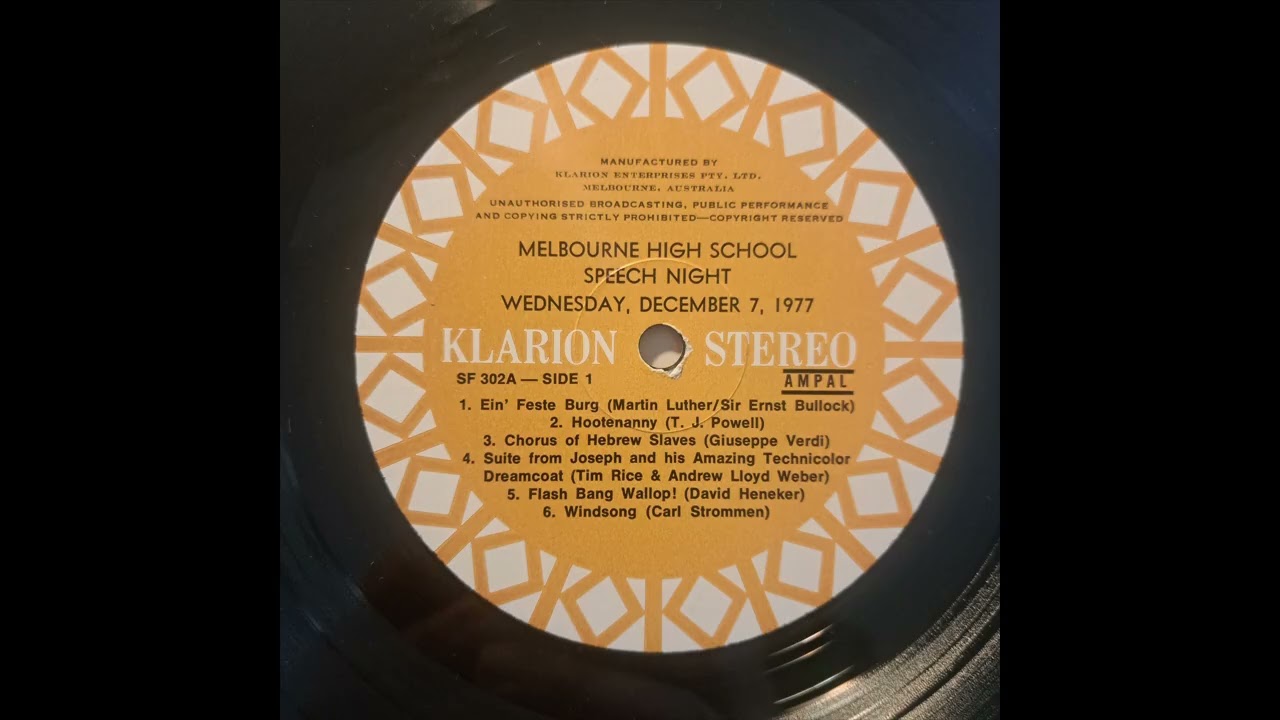 MANUFACTURED BY
KLARION ENTERPRISES PTY. LTD.
MELBOURNE, AUSTRALIA
UNAUTHORISED BROADCASTING, PUBLIC PERFORMANCE
AND COPYING STRICTLY PROHIBITED—COPYRIGHT RESERVED
MELBOURNE HIGH SCHOOL
SPEECH NIGHT
WEDNESDAY, DECEMBER 7, 1977
KLARION STEREO
SF 302A — SIDE 1
AMPAL
1. Ein' Feste Burg (Martin Luther/Sir Ernst Bullock)
2. Hootenanny (T. J. Powell)
3. Chorus of Hebrew Slaves (Giuseppe Verdi)
4. Suite from Joseph and his Amazing Technicolor
Dreamcoat (Tim Rice & Andrew Lloyd Weber)
5. Flash Bang Wallop! (David Heneker)
6. Windsong (Carl Strommen)